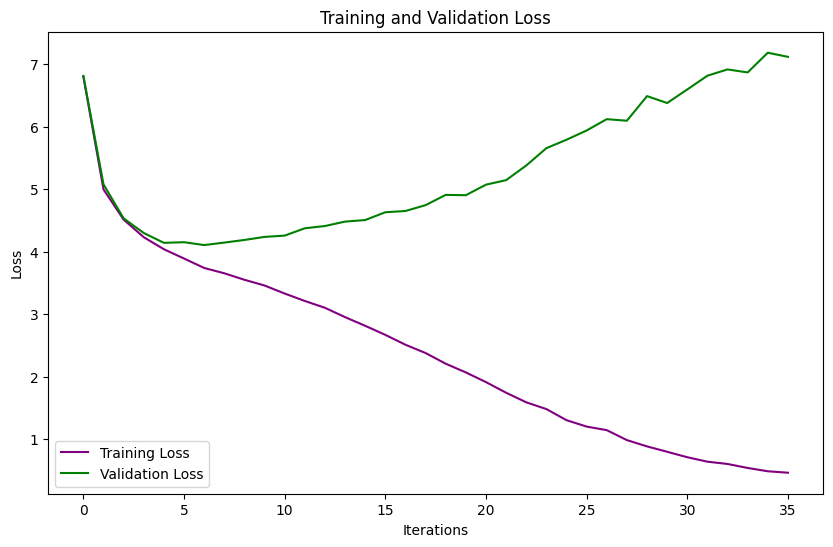 Training and Validation Loss
Loss
7
6
5
4
3
2
1
Training Loss
Validation Loss
0 5 10 15 20 25 30 35
Iterations